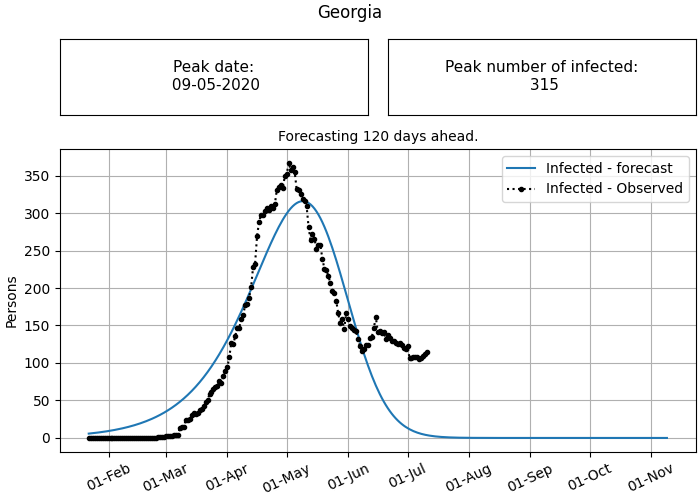 Georgia
Peak date:
09-05-2020
Peak number of infected:
315
Forecasting 120 days ahead.
Infected - forecast
Infected - Observed
350
300
250
200
150
100
50
0
Persons
01-Feb
01-Mar
01-Apr
01-May
01-Jun
01-Jul
01-Aug
01-Sep
01-Oct
01-Nov